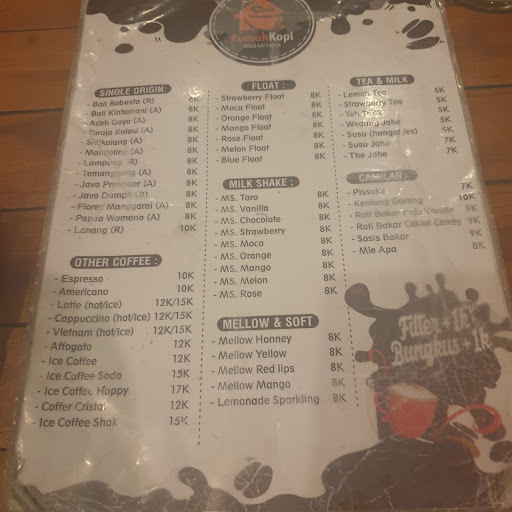 RumahKopi
NUSANTARA
SINGLE ORIGIN:
- Bali Robesta (R) 8K
- Bali Kintamani (A) 8K
- Aceh Gayo (A) 8K
- Toraja Kalosi (A) 8K
- Sidikalang (A) 8K
- Mandeling (A) 8K
- Lampung (R) 8K
- Temanggung (A) 8K
- Java Preanger (A) 8K
- Java Dampit (R) 8K
- Flores Manggarai (A) 8K
- Papua Wamena (A) 8K
- Lanang (R) 10K
OTHER COFFEE :
- Espresso 10K
- Americano 10K
- Latte (hot/ice) 12K/15K
- Cappuccino (hot/ice) 12K/15K
- Vietnam (hot/ice) 12K/15K
- Affogato 12K
- Ice Coffee 12K
- Ice Coffee Soda 15K
- Ice Coffee Happy 17K
- Coffer Cristal 12K
- Ice Coffee Shak 15K
FLOAT :
- Strawberry Float 8K
- Moca Float 8K
- Orange Float 8K
- Mango Float 8K
- Rose Float 8K
- Melon Float 8K
- Blue Float 8K
MILK SHAKE :
- MS. Taro 8K
- MS. Vanilla 8K
- MS. Chocolate 8K
- MS. Strawberry 8K
- MS. Moca 8K
- MS. Orange 8K
- MS. Mango 8K
- MS. Melon 8K
- MS. Rose 8K
MELLOW & SOFT
- Mellow Honney 8K
- Mellow Yellow 8K
- Mellow Red lips 8K
- Mellow Mango 8K
- Lemonade Sparkling 8K
TEA & MILK
- Lemon Tea 5K
- Strawberry Tea 5K
- Teh 5K
- Wedang Jahe 5K
- Susu (hangat/es) 5K
- Susu Jahe 7K
- The Jahe 7K
CAMILAN :
- Pissuke 7K
- Kentang Goreng 10K
- Roti Bakar 9K
- Roti Bakar Coklat Cerres 9K
- Sosis Bakar 9K
- Mie Apa 8K
Filter +1k
Bungkus +1k